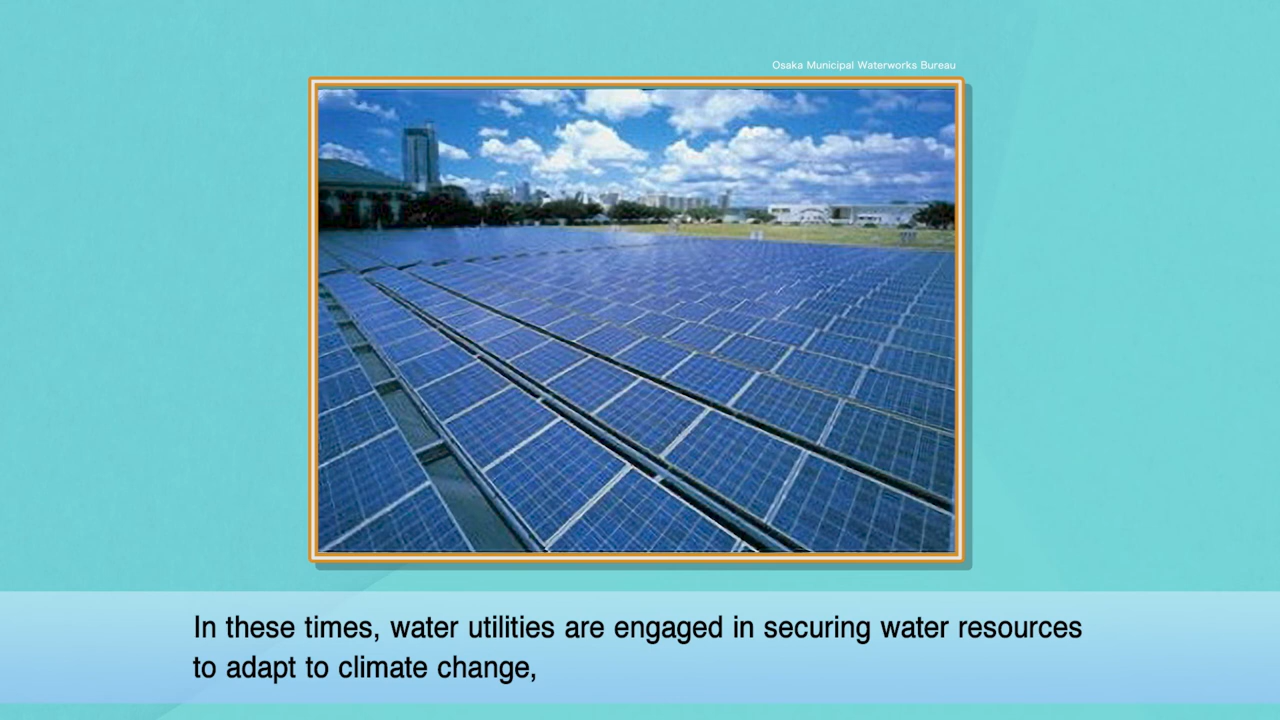 Osaka Municipal Waterworks Bureau
In these times, water utilities are engaged in securing water resources
to adapt to climate change,